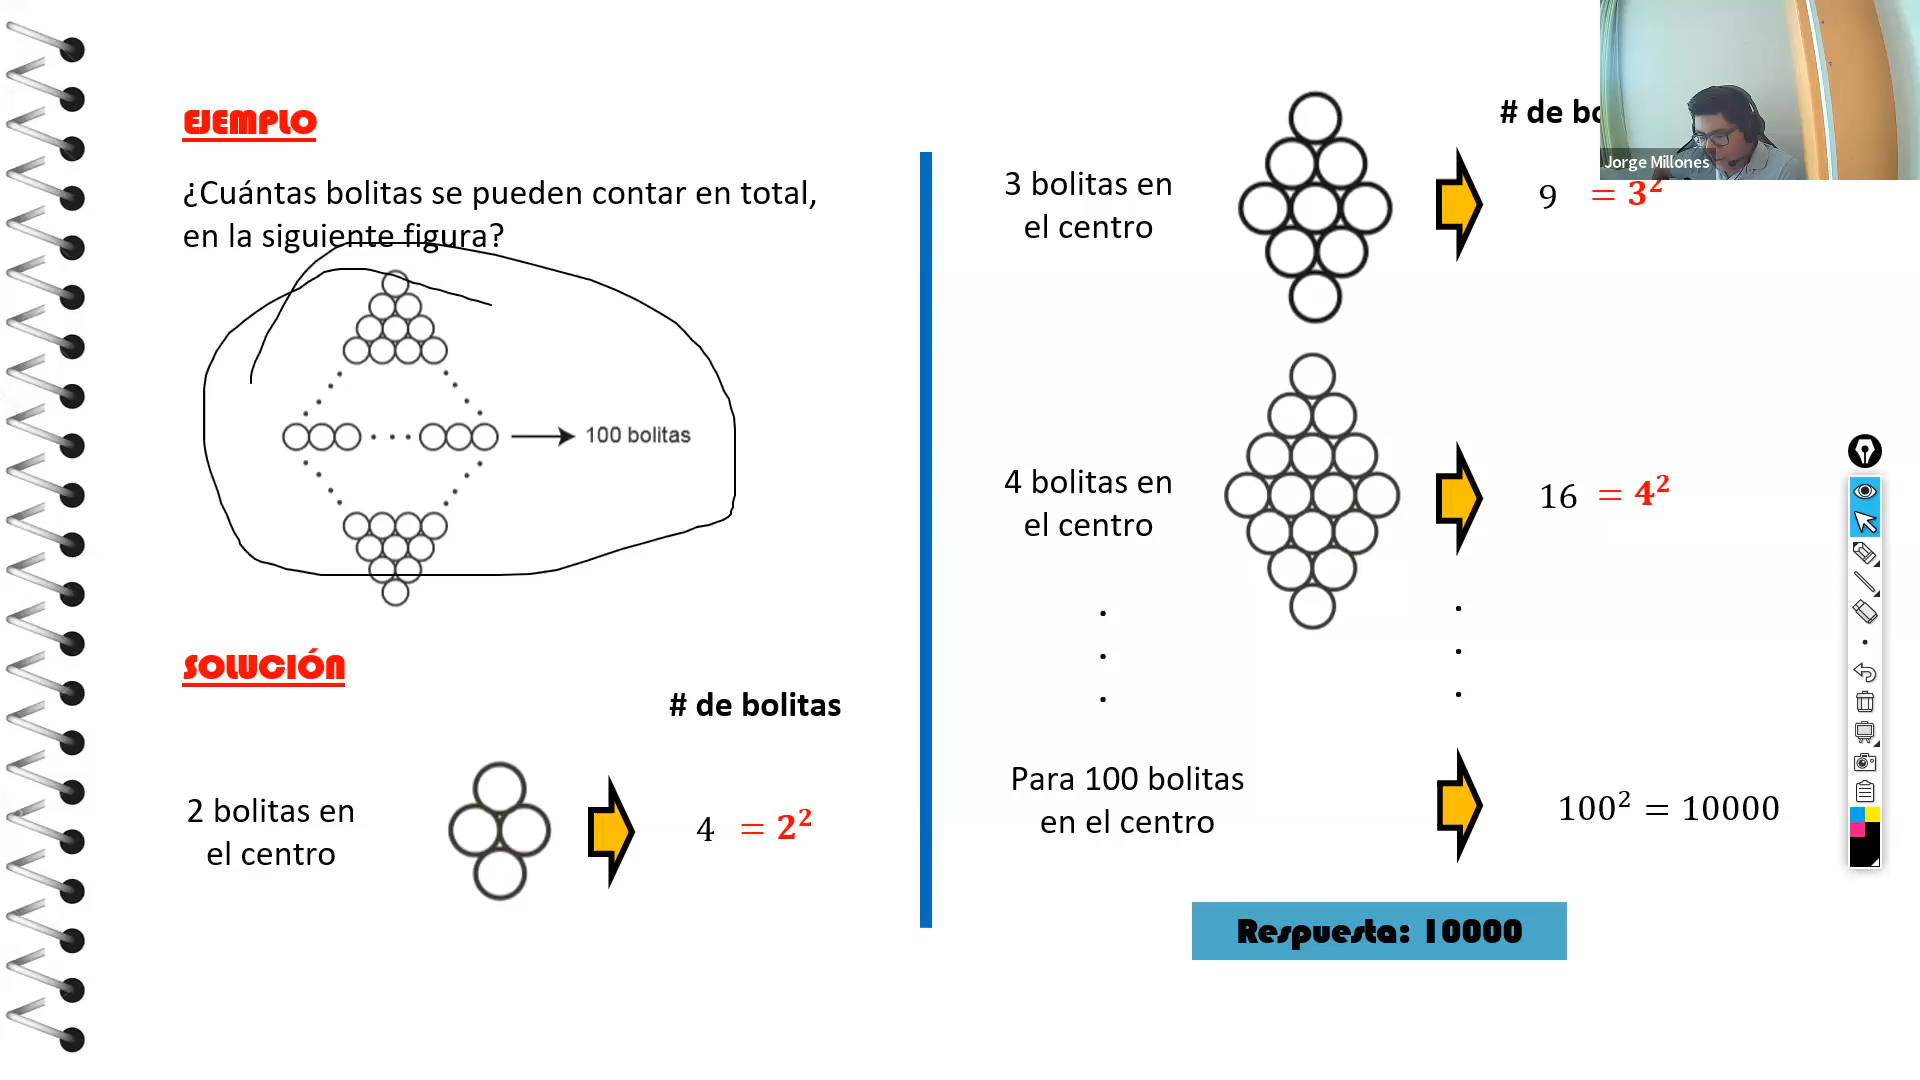 EJEMPLO
¿Cuántas bolitas se pueden contar en total,
en la siguiente figura?
100 bolitas
SOLUCIÓN
# de bolitas
2 bolitas en
el centro
4 = 2²
# de
3 bolitas en
el centro
9 = 3²
4 bolitas en
el centro
16 = 4²
Para 100 bolitas
en el centro
100² = 10000
Respuesta: 10000
Jorge Millones